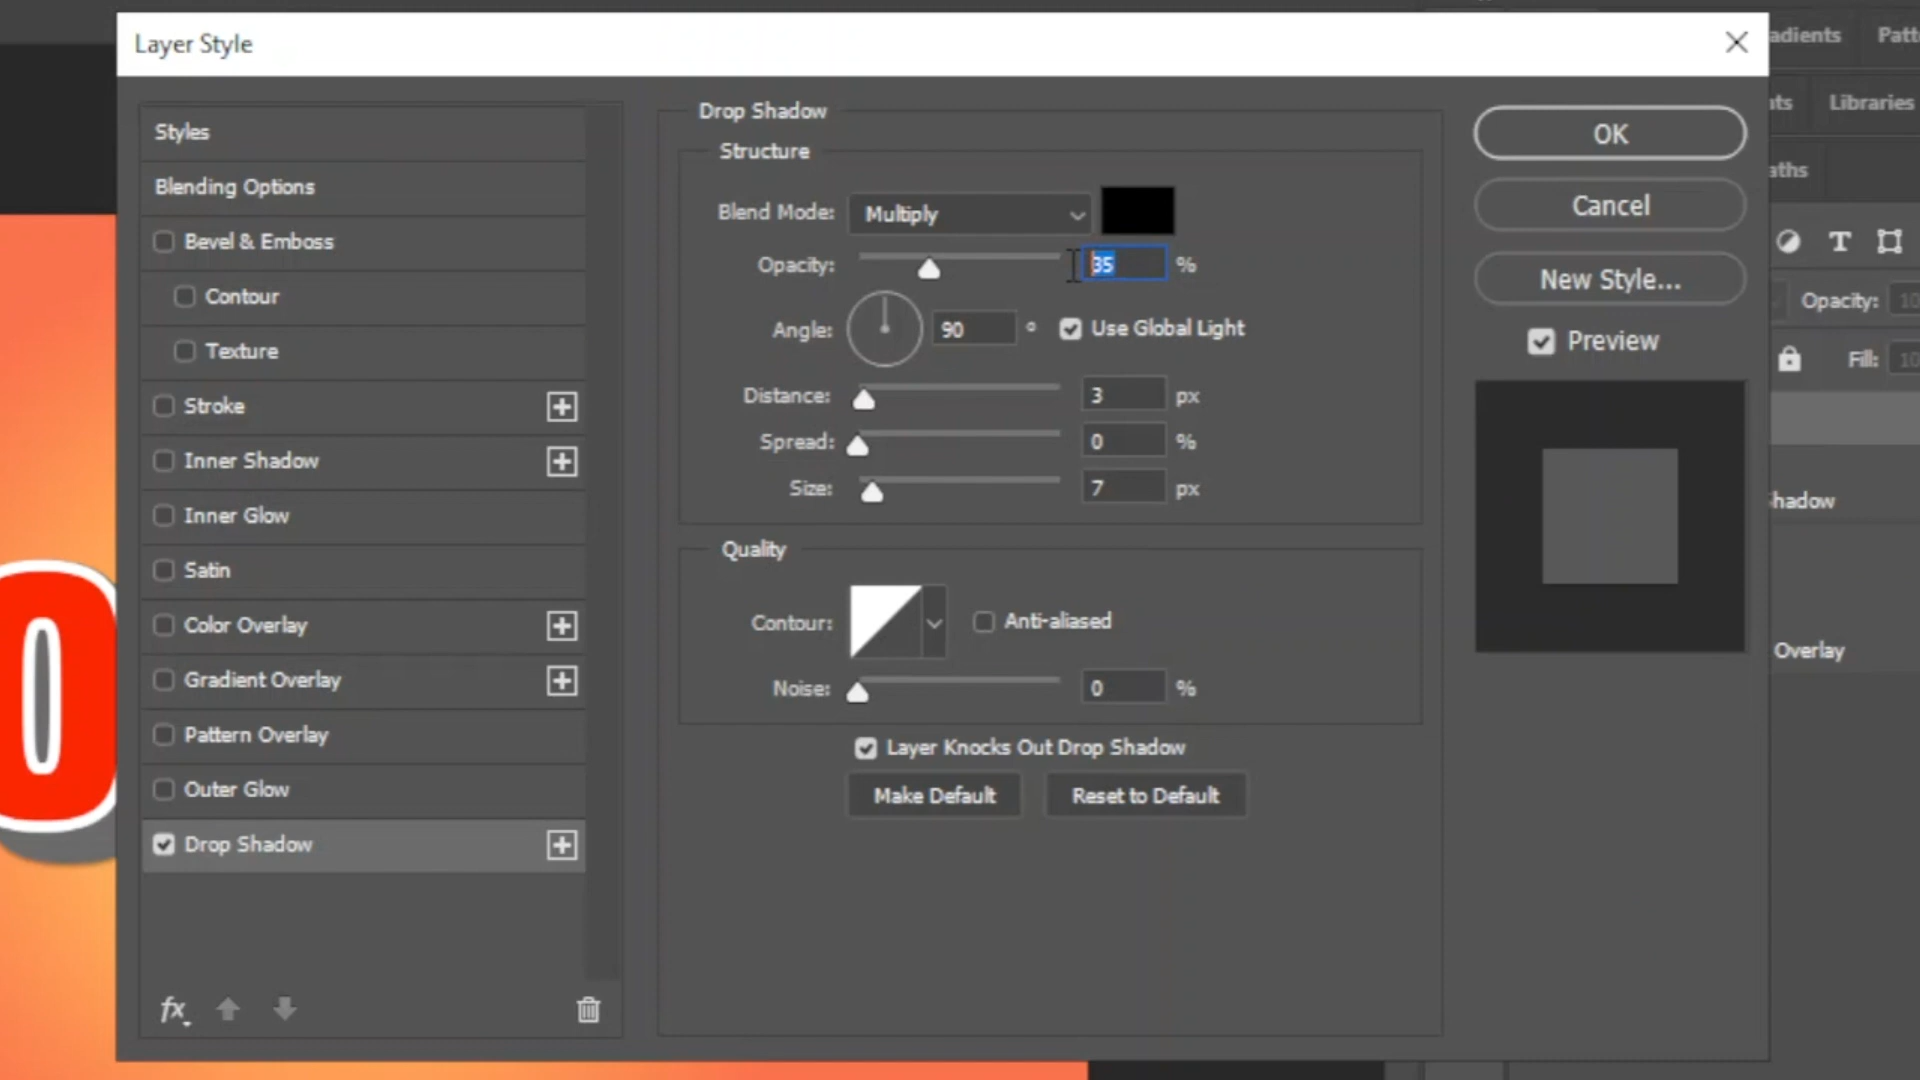 Layer Style
Styles
Blending Options
Bevel & Emboss
Contour
Texture
Stroke
Inner Shadow
Inner Glow
Satin
Color Overlay
Gradient Overlay
Pattern Overlay
Outer Glow
Drop Shadow
fx
Drop Shadow
Structure
Blend Mode: Multiply
Opacity: 35 %
Angle: 90 ° Use Global Light
Distance: 3 px
Spread: 0 %
Size: 7 px
Quality
Contour: Anti-aliased
Noise: 0 %
Layer Knocks Out Drop Shadow
Make Default Reset to Default
OK
Cancel
New Style...
Preview
Libraries
Opacity:
Fill:
Overlay